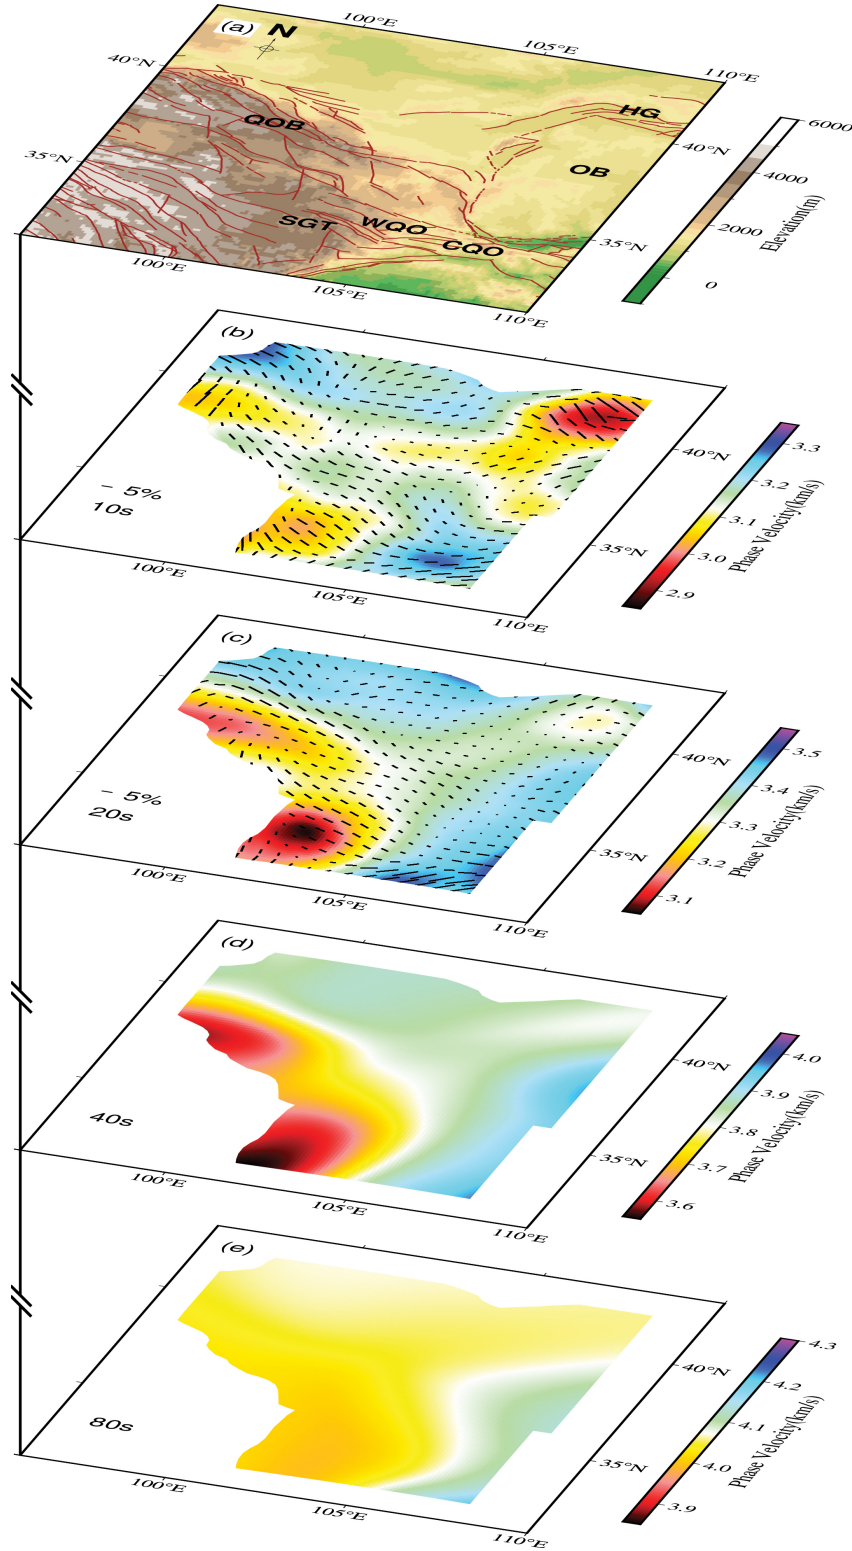 100°E
(a)
N
105°E
110°E
40°N
HG
6000
QOB
40°N
35°N
OB
4000
SGT
WQO
2000
Elevation(m)
CQO
35°N
100°E
0
105°E
110°E
(b)
3.3
40°N
3.2
5%
3.1
Phase Velocity(km/s)
10s
3.0
35°N
100°E
2.9
105°E
110°E
(c)
3.5
40°N
3.4
5%
3.3
Phase Velocity(km/s)
20s
3.2
35°N
100°E
3.1
105°E
110°E
(d)
4.0
40°N
3.9
40s
3.8
Phase Velocity(km/s)
3.7
35°N
100°E
3.6
105°E
110°E
(e)
4.3
40°N
4.2
80s
4.1
Phase Velocity(km/s)
4.0
35°N
100°E
3.9
105°E
110°E